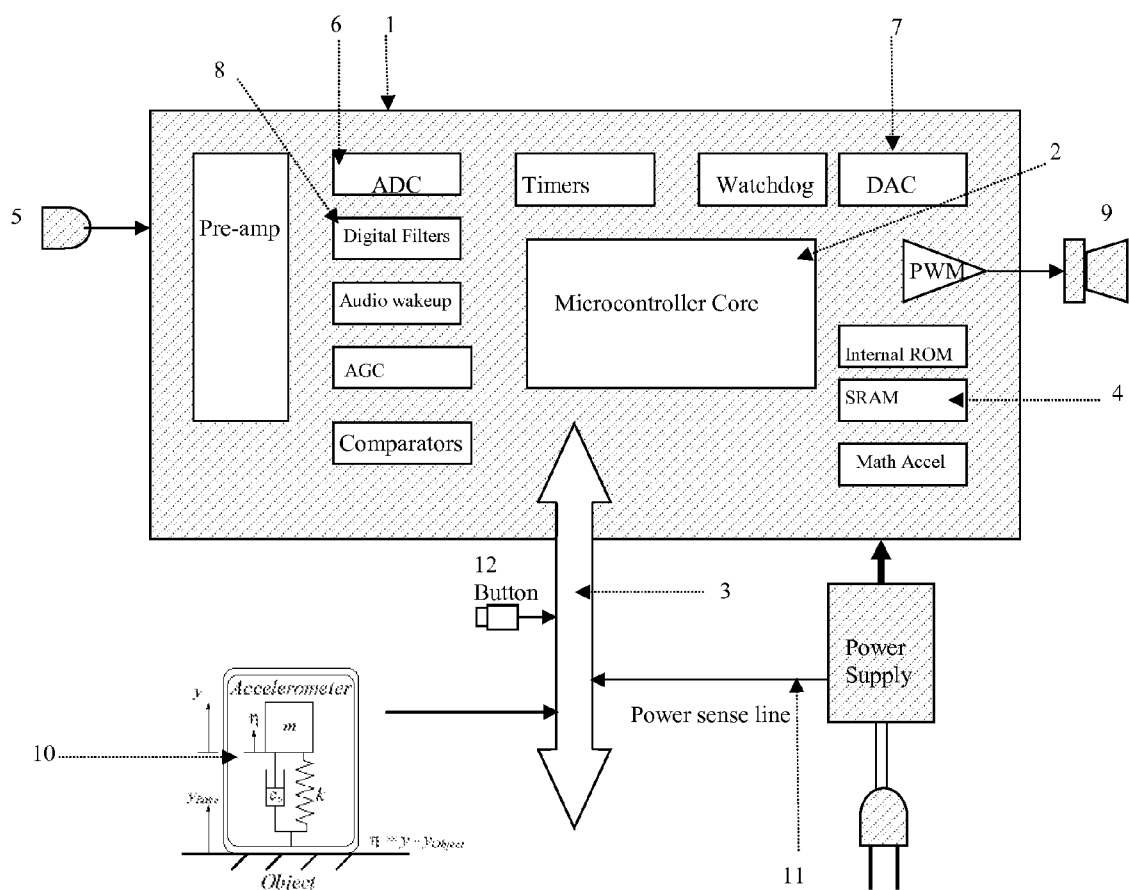 6
1
7
8
2
5
9
ADC
Timers
Watchdog
DAC
Pre-amp
Digital Filters
PWM
Audio wakeup
Microcontroller Core
Internal ROM
AGC
SRAM
4
Comparators
Math Accel
12
Button
3
Power
Supply
Accelerometer
y
η
m
Power sense line
10
k
η = y - yObject
11
Object